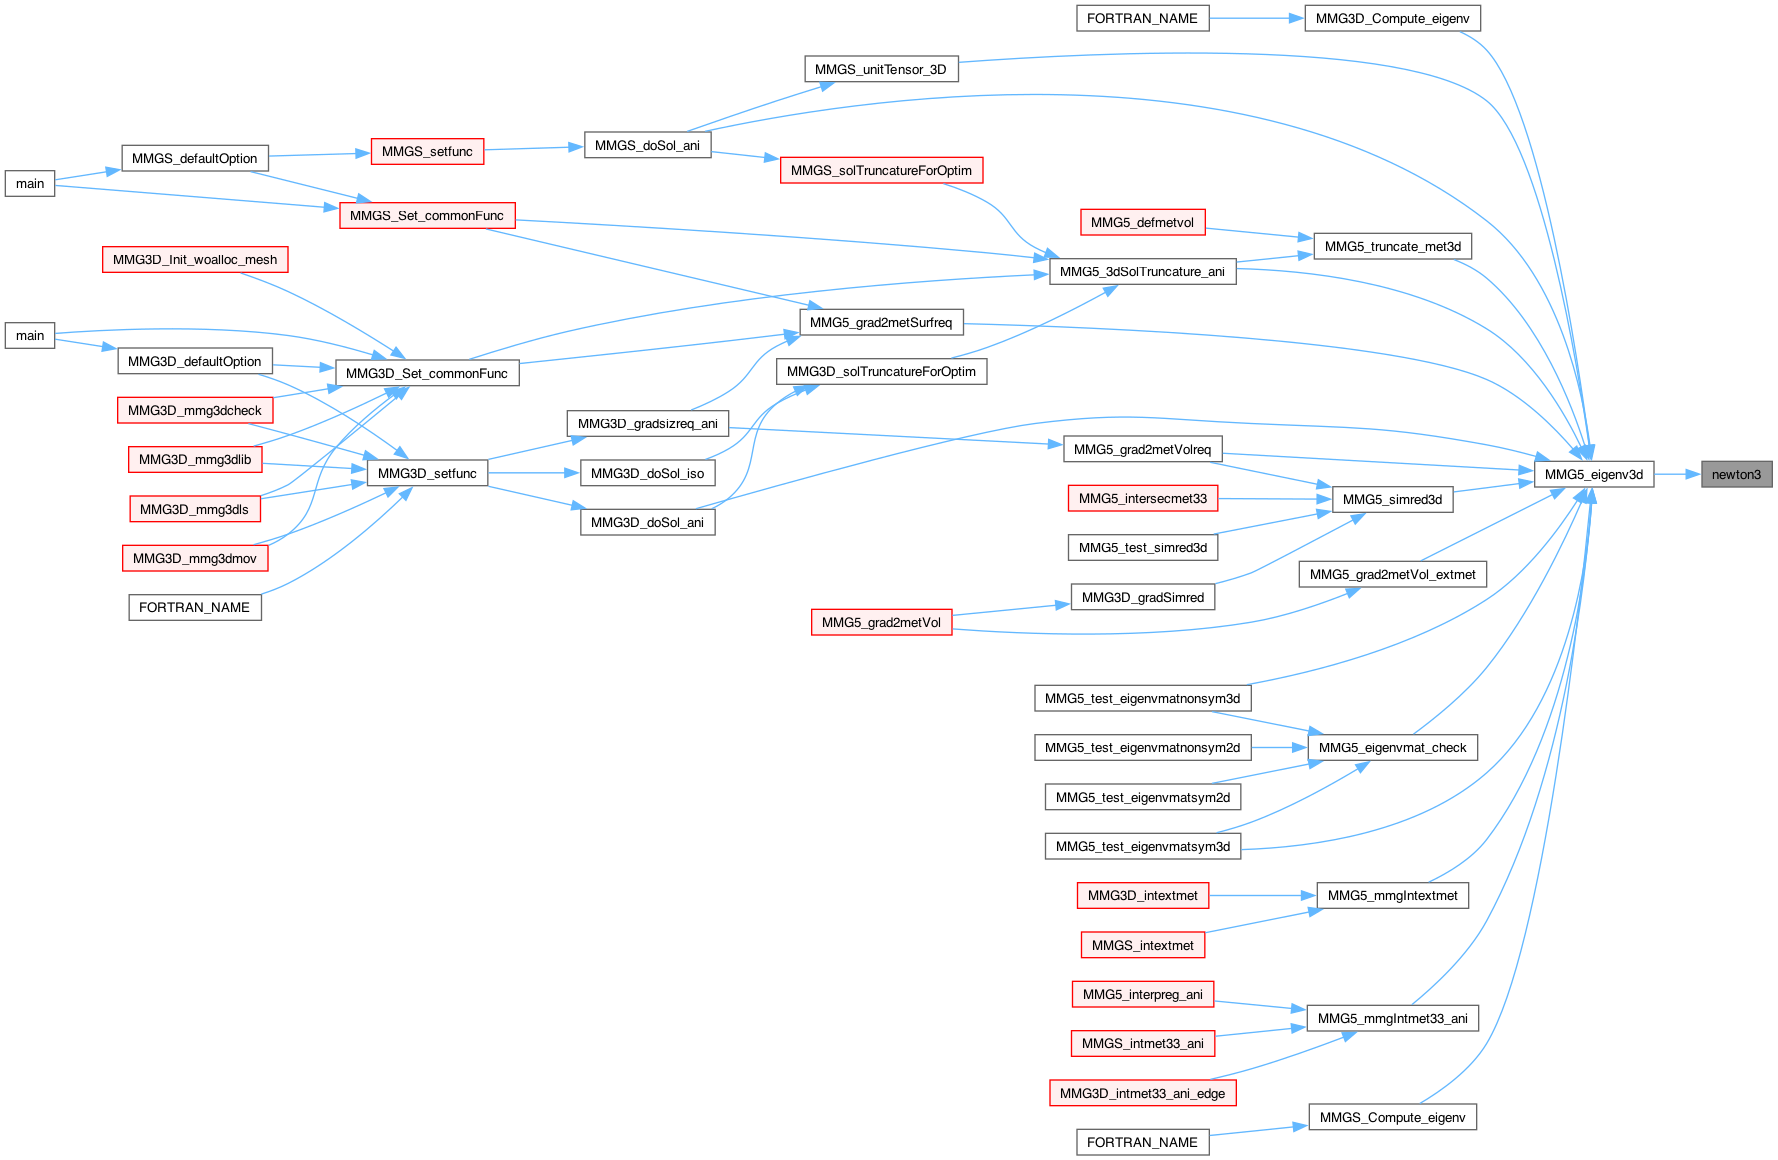 FORTRAN_NAME
MMG3D_Compute_eigenv
MMGS_unitTensor_3D
MMGS_defaultOption
MMGS_setfunc
MMGS_doSol_ani
main
MMGS_solTruncatureForOptim
MMGS_Set_commonFunc
MMG5_defmetvol
MMG5_truncate_met3d
MMG3D_Init_woalloc_mesh
MMG5_3dSolTruncature_ani
main
MMG5_grad2metSurfreq
MMG3D_defaultOption
MMG3D_Set_commonFunc
MMG3D_solTruncatureForOptim
MMG3D_mmg3dcheck
MMG3D_gradsizreq_ani
MMG5_grad2metVolreq
MMG3D_mmg3dlib
MMG3D_setfunc
MMG3D_doSol_iso
MMG5_eigenv3d
newton3
MMG5_intersecmet33
MMG5_simred3d
MMG3D_mmg3dls
MMG3D_doSol_ani
MMG5_test_simred3d
MMG3D_mmg3dmov
MMG5_grad2metVol_extmet
FORTRAN_NAME
MMG3D_gradSimred
MMG5_grad2metVol
MMG5_test_eigenvmatnonsym3d
MMG5_test_eigenvmatnonsym2d
MMG5_eigenvmat_check
MMG5_test_eigenvmatsym2d
MMG5_test_eigenvmatsym3d
MMG3D_intextmet
MMG5_mmgIntextmet
MMGS_intextmet
MMG5_interpreg_ani
MMG5_mmgIntmet33_ani
MMGS_intmet33_ani
MMG3D_intmet33_ani_edge
MMGS_Compute_eigenv
FORTRAN_NAME